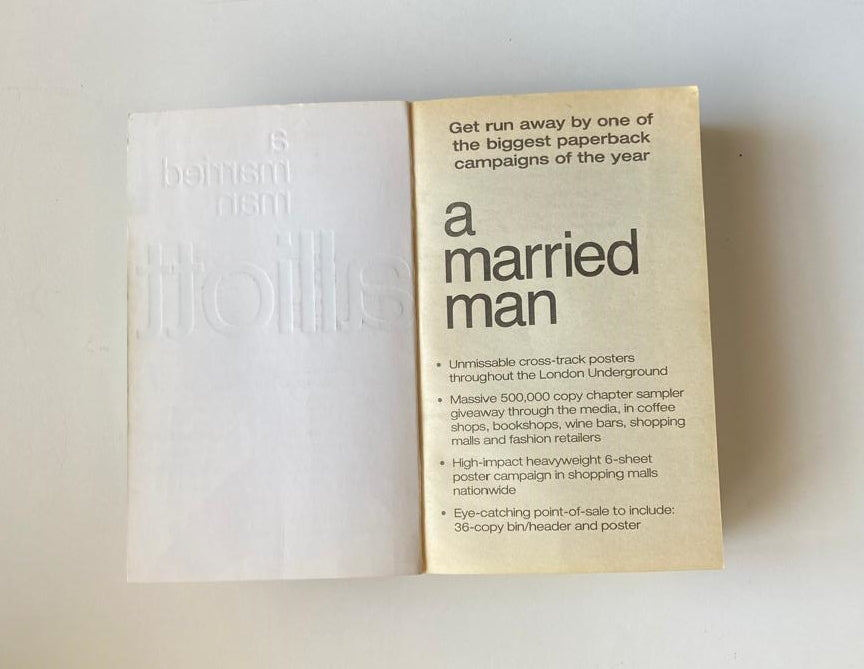 a
married
man
alliott
Get run away by one of
the biggest paperback
campaigns of the year
a
married
man
• Unmissable cross-track posters
throughout the London Underground
• Massive 500,000 copy chapter sampler
giveaway through the media, in coffee
shops, bookshops, wine bars, shopping
malls and fashion retailers
• High-impact heavyweight 6-sheet
poster campaign in shopping malls
nationwide
• Eye-catching point-of-sale to include:
36-copy bin/header and poster